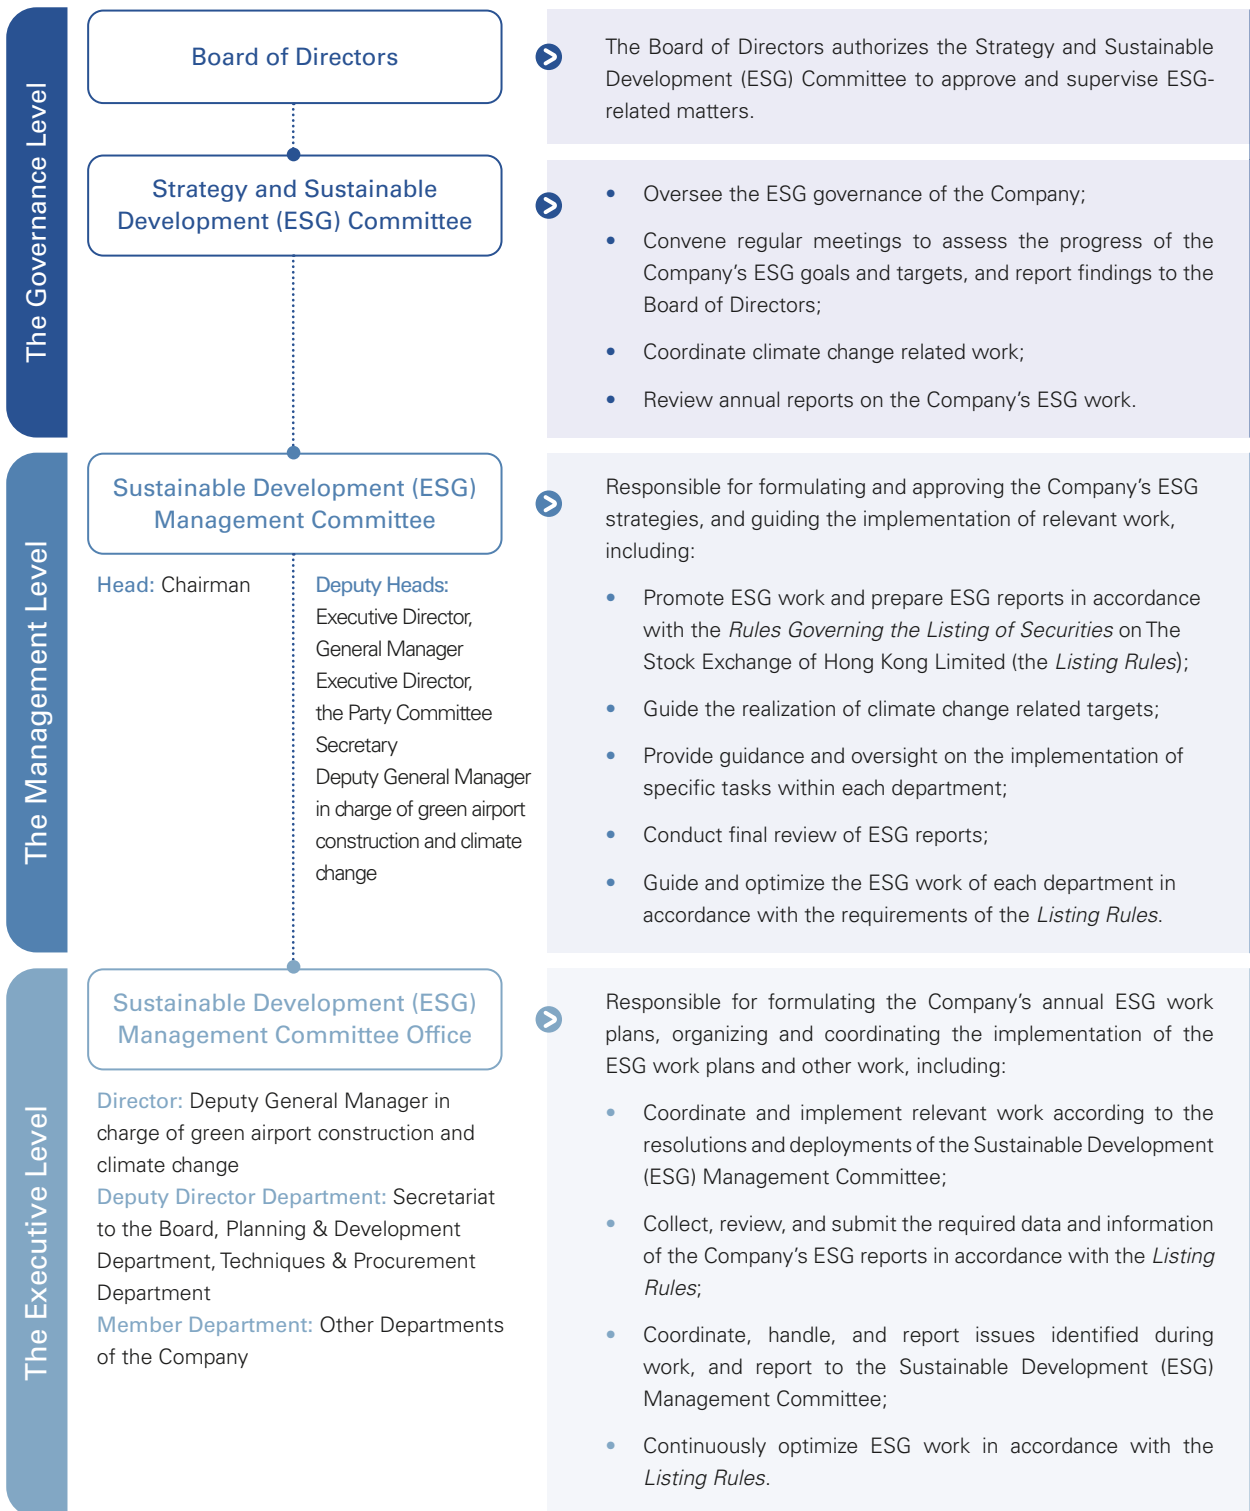 The Governance Level
Board of Directors
The Board of Directors authorizes the Strategy and Sustainable
Development (ESG) Committee to approve and supervise ESG-
related matters.
Strategy and Sustainable
Development (ESG) Committee
• Oversee the ESG governance of the Company;
• Convene regular meetings to assess the progress of the
Company’s ESG goals and targets, and report findings to the
Board of Directors;
• Coordinate climate change related work;
• Review annual reports on the Company’s ESG work.
The Management Level
Sustainable Development (ESG)
Management Committee
Head: Chairman
Deputy Heads:
Executive Director,
General Manager
Executive Director,
the Party Committee
Secretary
Deputy General Manager
in charge of green airport
construction and climate
change
Responsible for formulating and approving the Company’s ESG
strategies, and guiding the implementation of relevant work,
including:
• Promote ESG work and prepare ESG reports in accordance
with the Rules Governing the Listing of Securities on The
Stock Exchange of Hong Kong Limited (the Listing Rules);
• Guide the realization of climate change related targets;
• Provide guidance and oversight on the implementation of
specific tasks within each department;
• Conduct final review of ESG reports;
• Guide and optimize the ESG work of each department in
accordance with the requirements of the Listing Rules.
The Executive Level
Sustainable Development (ESG)
Management Committee Office
Director: Deputy General Manager in
charge of green airport construction and
climate change
Deputy Director Department: Secretariat
to the Board, Planning & Development
Department, Techniques & Procurement
Department
Member Department: Other Departments
of the Company
Responsible for formulating the Company’s annual ESG work
plans, organizing and coordinating the implementation of the
ESG work plans and other work, including:
• Coordinate and implement relevant work according to the
resolutions and deployments of the Sustainable Development
(ESG) Management Committee;
• Collect, review, and submit the required data and information
of the Company’s ESG reports in accordance with the Listing
Rules;
• Coordinate, handle, and report issues identified during
work, and report to the Sustainable Development (ESG)
Management Committee;
• Continuously optimize ESG work in accordance with the
Listing Rules.